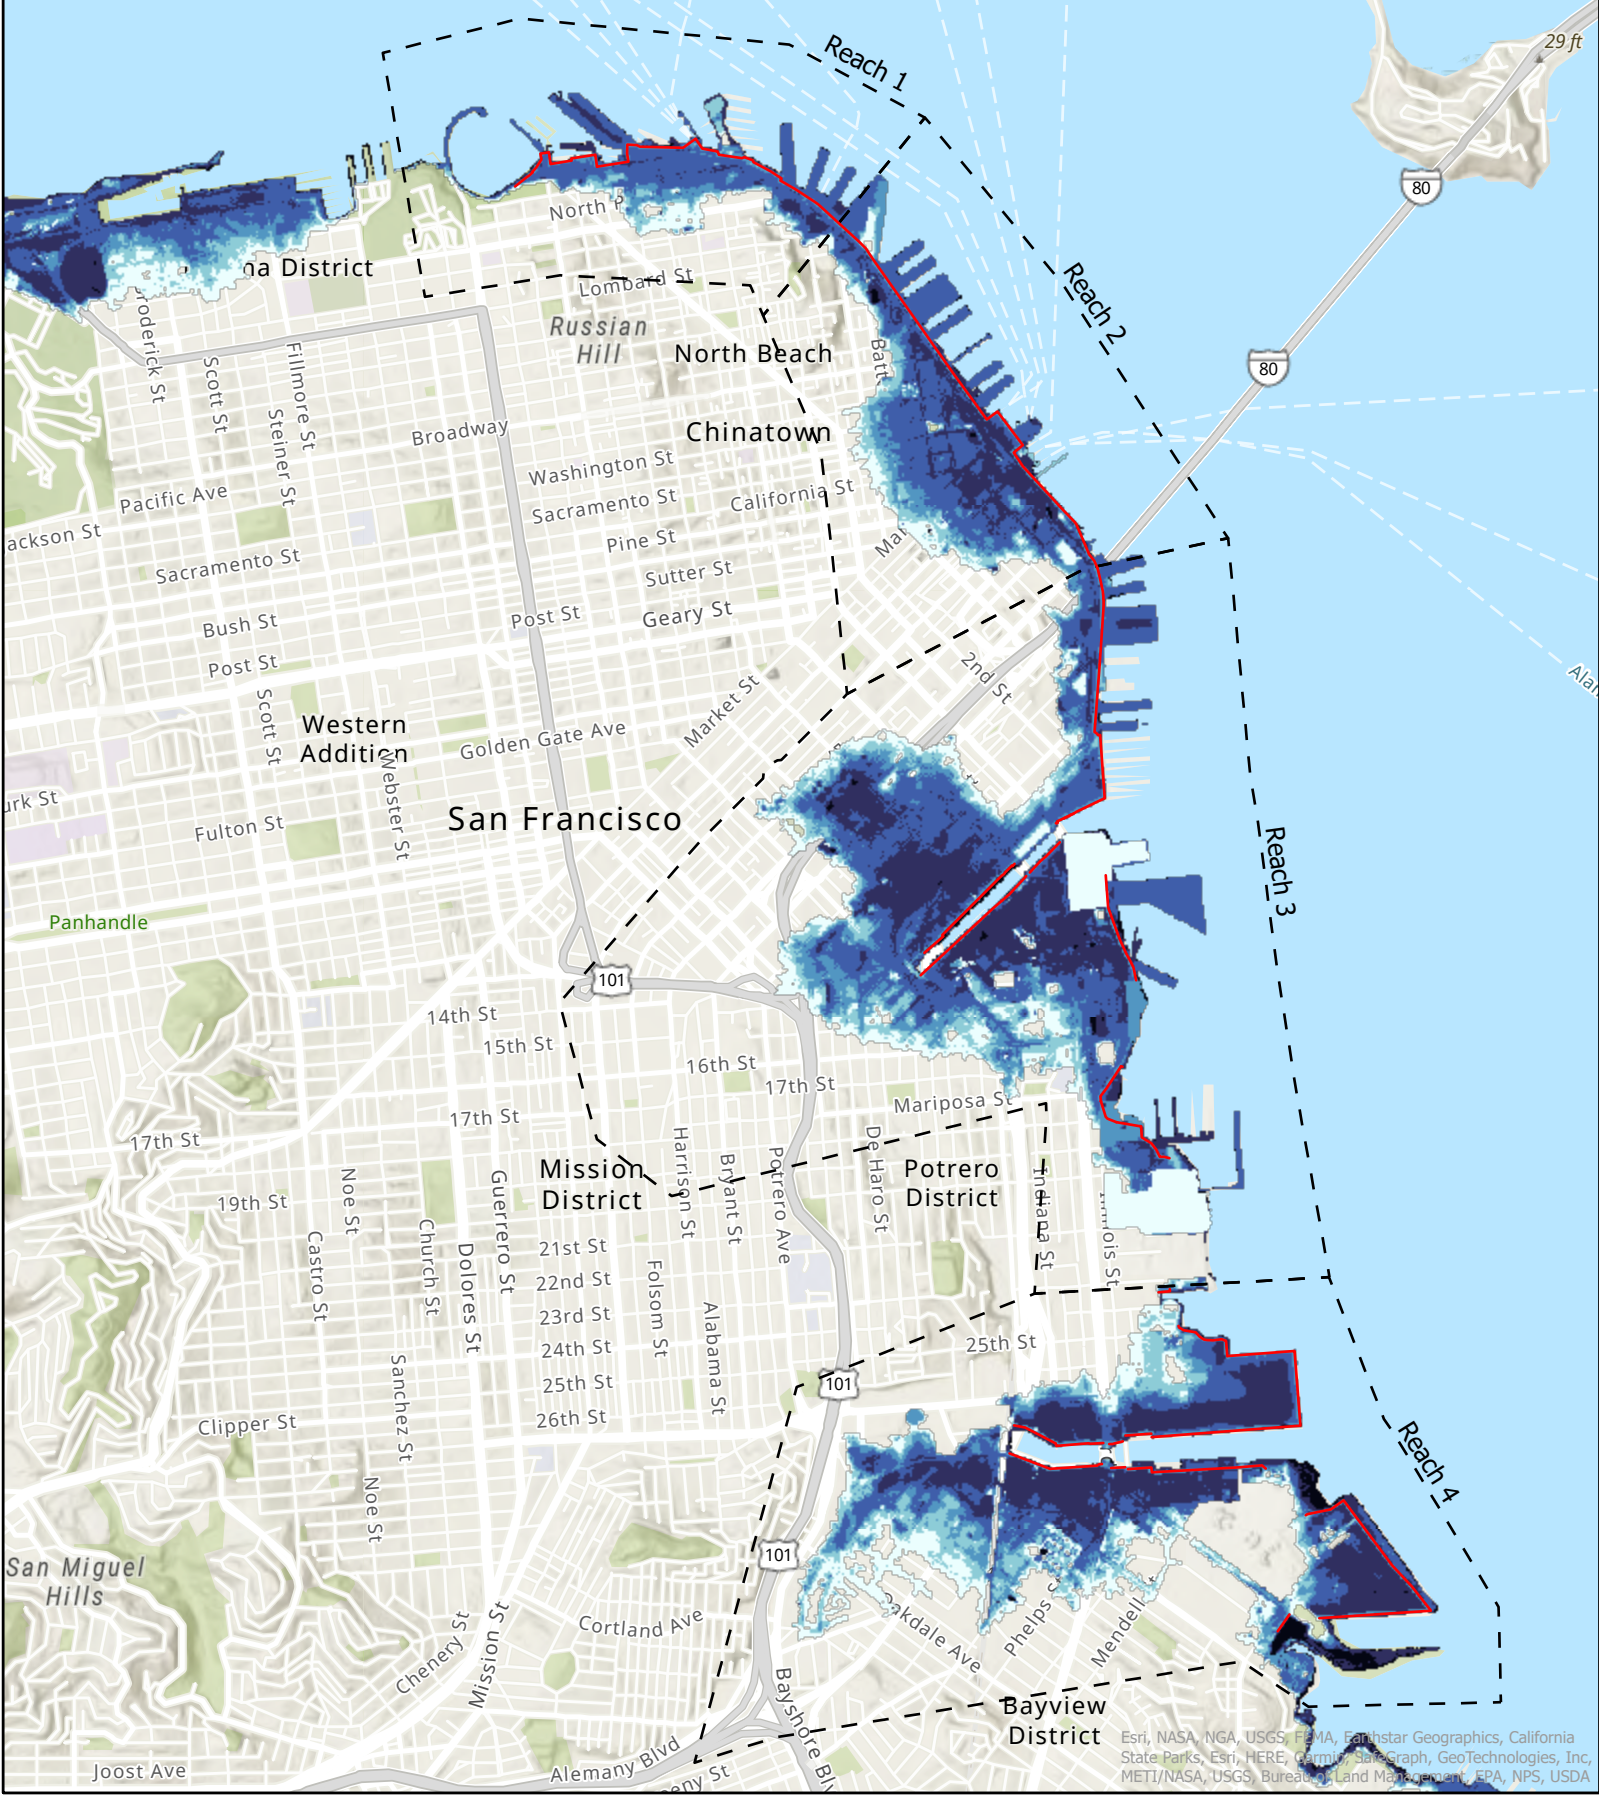 29 ft
Reach 1
80
North P
na District
Lombard St
Reach 2
Russian
Hill
North Beach
80
roderick St
Scott St
Fillmore St
Steiner St
Batt
Broadway
Chinatown
Washington St
Pacific Ave
Sacramento St
California St
ackson St
Pine St
Mar
Sacramento St
Sutter St
Bush St
Post St
Geary St
Post St
2nd St
Scott St
Market St
Western
Addition
Golden Gate Ave
Webster St
urk St
Fulton St
San Francisco
Reach 3
Panhandle
101
14th St
15th St
16th St
17th St
17th St
Mariposa St
17th St
Mission
District
Harrison St
Bryant St
Potrero Ave
De Haro St
Potrero
District
Indiana St
Noe St
19th St
Guerrero St
Church St
Castro St
Dolores St
21st St
22nd St
23rd St
24th St
25th St
26th St
Folsom St
Alabama St
25th St
101
Sanchez St
Clipper St
Reach 4
Noe St
101
San Miguel
Hills
Cortland Ave
Oakdale Ave
Phelps
Mendell
Chenery St
Mission St
Bayshore Blv
Bayview
District
Joost Ave
Alemany Blvd
eny St
Esri, NASA, NGA, USGS, FEMA, Earthstar Geographics, California
State Parks, Esri, HERE, Garmin, SafeGraph, GeoTechnologies, Inc,
METI/NASA, USGS, Bureau of Land Management, EPA, NPS, USDA